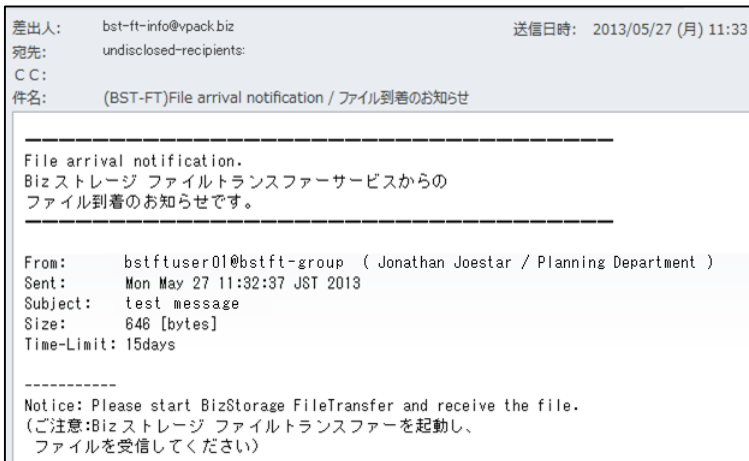 差出人: bst-ft-info@vpack.biz 送信日時: 2013/05/27 (月) 11:33
宛先: undisclosed-recipients:
CC:
件名: (BST-FT)File arrival notification / ファイル到着のお知らせ
File arrival notification.
Bizストレージ ファイルトランスファーサービスからの
ファイル到着のお知らせです。
From: bstftuser01@bstft-group ( Jonathan Joestar / Planning Department )
Sent: Mon May 27 11:32:37 JST 2013
Subject: test message
Size: 646 [bytes]
Time-Limit: 15days
-----------
Notice: Please start BizStorage FileTransfer and receive the file.
(ご注意:Bizストレージ ファイルトランスファーを起動し、
ファイルを受信してください)